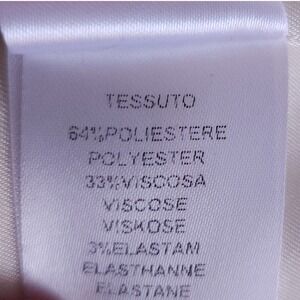 TESSUTO
64%POLIESTERE
POLYESTER
33%VISCOSA
VISCOSE
VISKOSE
3%ELASTAM
ELASTHANNE
ELASTANE